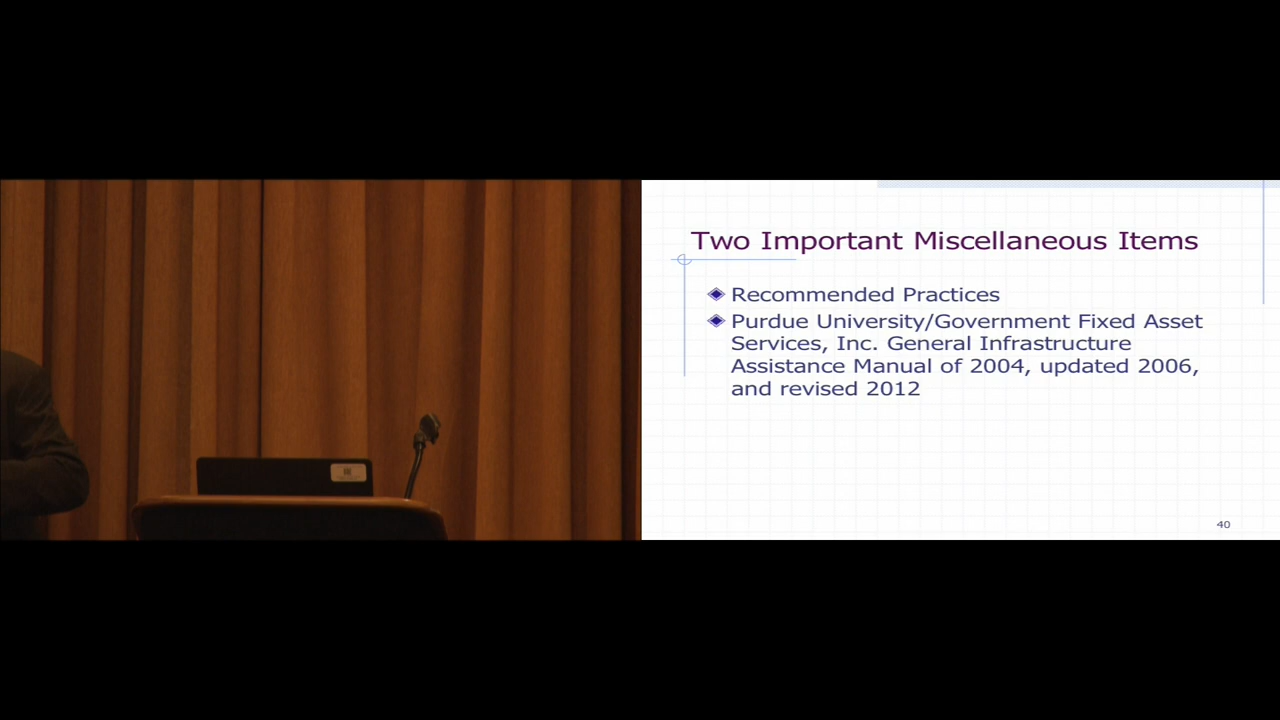 Two Important Miscellaneous Items
Recommended Practices
Purdue University/Government Fixed Asset
Services, Inc. General Infrastructure
Assistance Manual of 2004, updated 2006,
and revised 2012
40